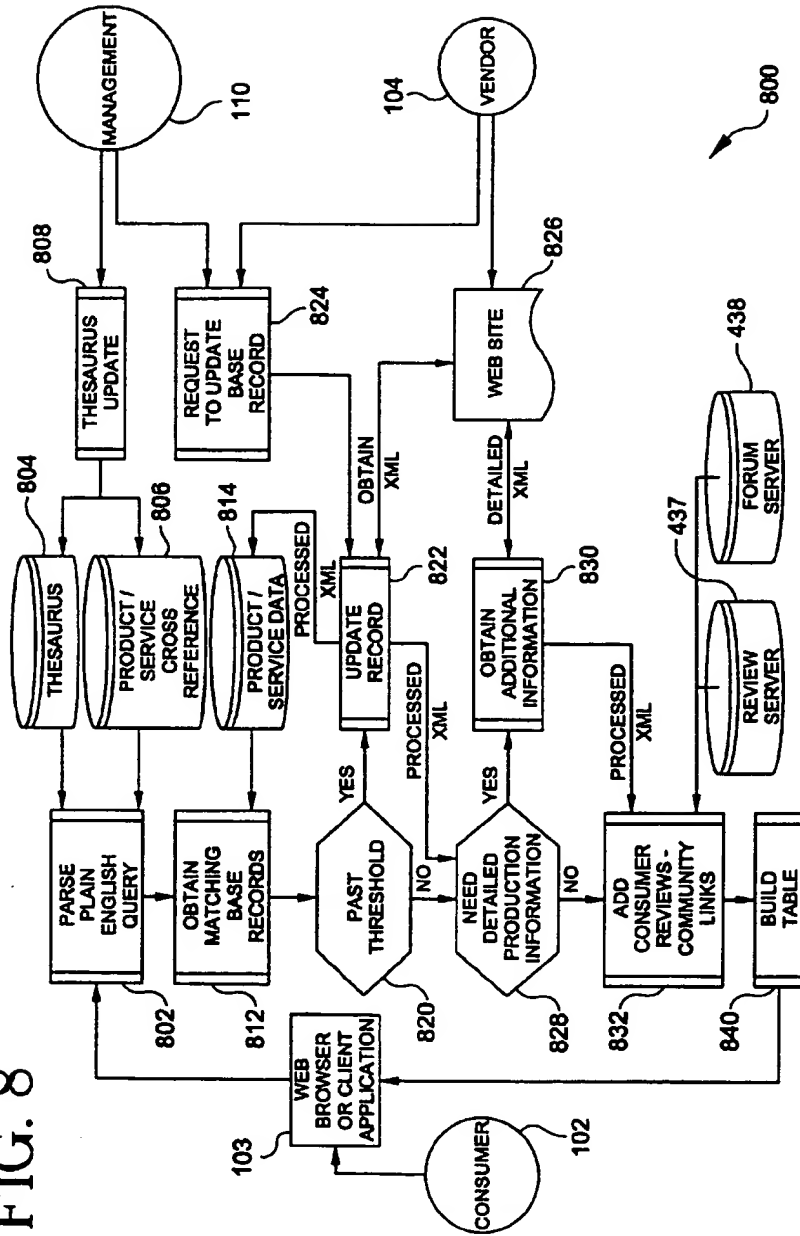 FIG. 8
CONSUMER
102
103
WEB
BROWSER
OR CLIENT
APPLICATION
PARSE
PLAIN
ENGLISH
QUERY
802
THESAURUS
804
PRODUCT /
SERVICE
CROSS
REFERENCE
806
THESAURUS
UPDATE
808
MANAGEMENT
110
OBTAIN
MATCHING
BASE
RECORDS
812
PRODUCT /
SERVICE DATA
814
REQUEST
TO UPDATE
BASE
RECORD
824
PAST
THRESHOLD
820
YES
NO
PROCESSED
XML
UPDATE
RECORD
822
OBTAIN
XML
VENDOR
104
WEB SITE
826
PROCESSED
XML
NEED
DETAILED
PRODUCTION
INFORMATION
828
YES
NO
OBTAIN
ADDITIONAL
INFORMATION
830
DETAILED
XML
PROCESSED
XML
ADD
CONSUMER
REVIEWS -
COMMUNITY
LINKS
832
REVIEW
SERVER
437
FORUM
SERVER
438
BUILD
TABLE
840
800